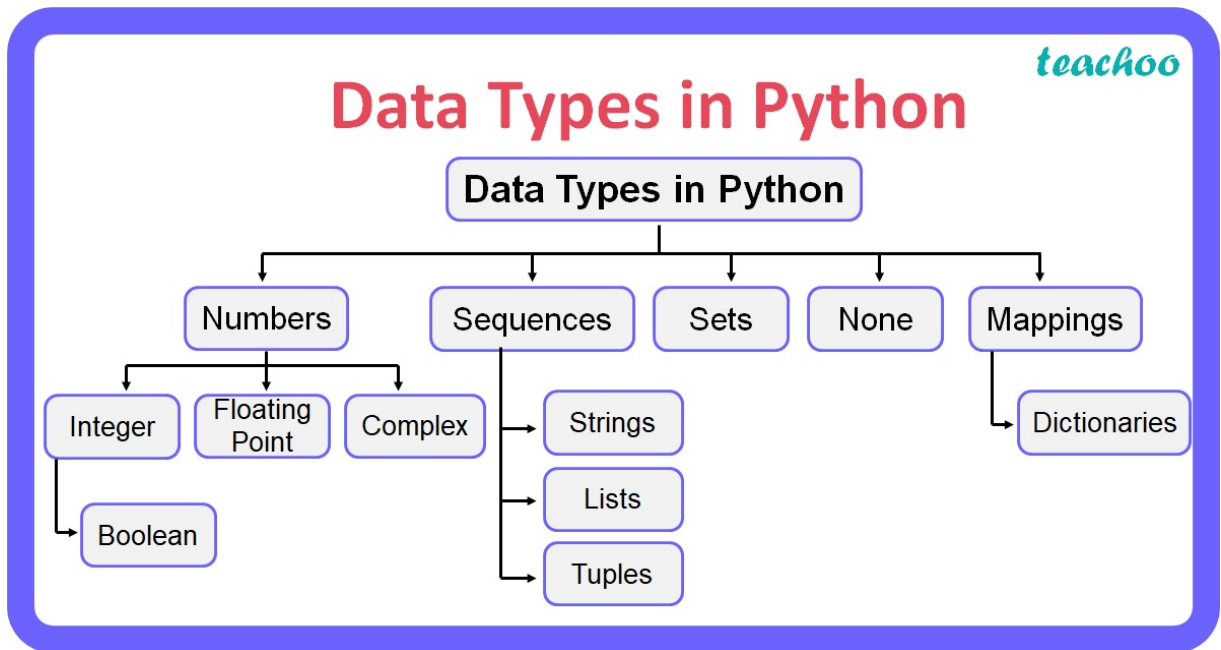 teachoo
Data Types in Python
Data Types in Python
Numbers
Sequences
Sets
None
Mappings
Integer
Floating
Point
Complex
Strings
Dictionaries
Lists
Boolean
Tuples